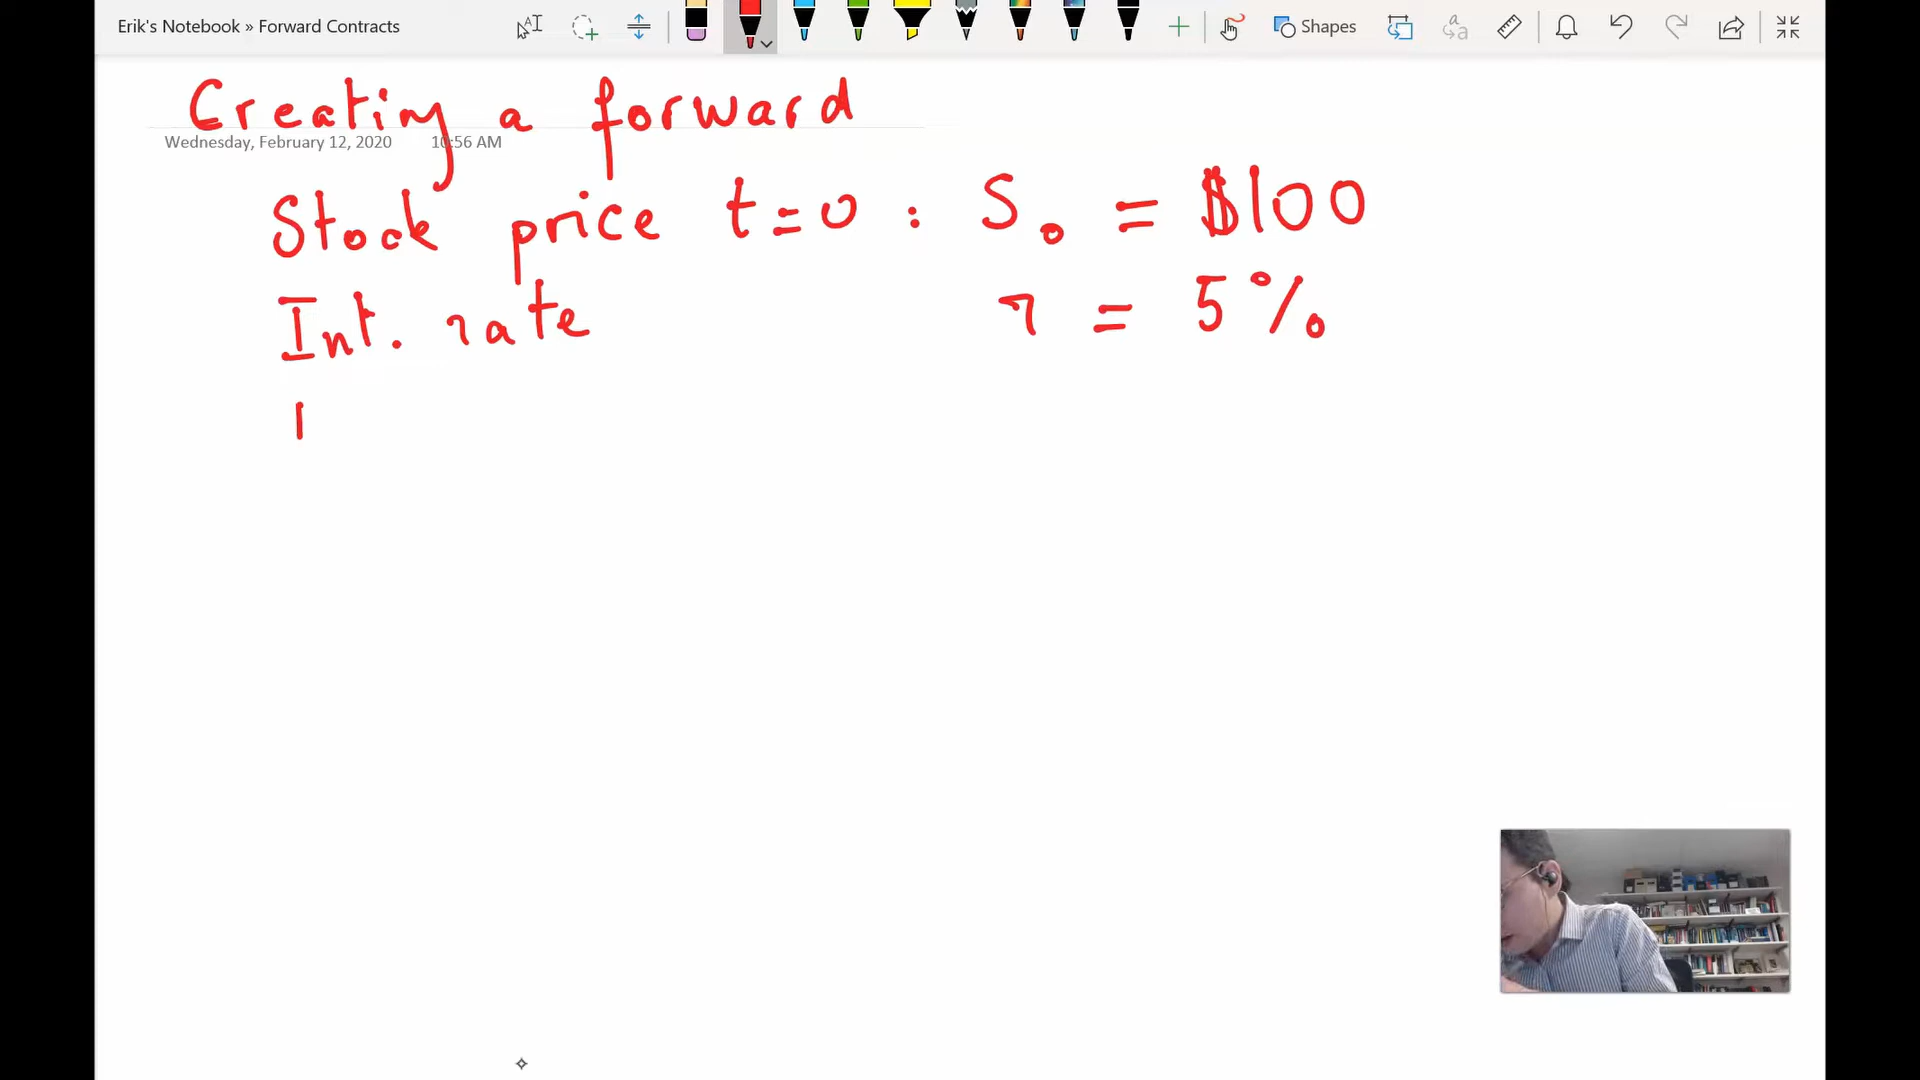 Erik's Notebook » Forward Contracts
Shapes
Creating a forward
Wednesday, February 12, 2020 10:56 AM
Stock price t=0 : S₀ = $100
Int. rate r = 5%